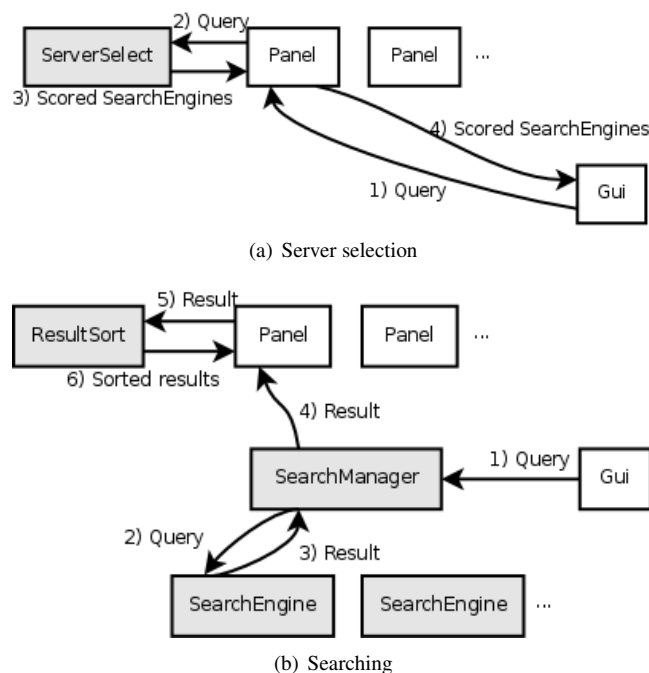 2) Query
ServerSelect
Panel
Panel
...
3) Scored SearchEngines
4) Scored SearchEngines
1) Query
Gui
(a) Server selection
5) Result
ResultSort
Panel
Panel
...
6) Sorted results
4) Result
1) Query
SearchManager
Gui
2) Query
3) Result
SearchEngine
SearchEngine
...
(b) Searching